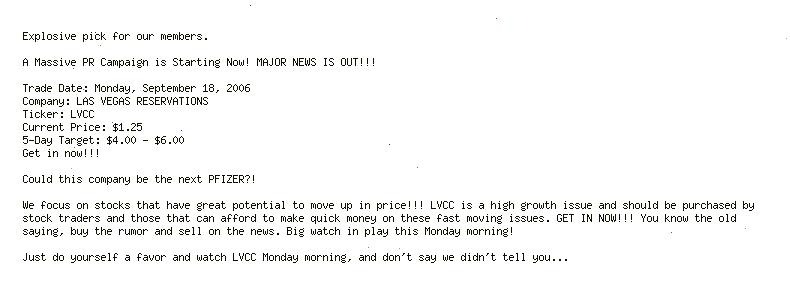 Explosive pick for our members.
A Massive PR Campaign is Starting Now! MAJOR NEWS IS OUT!!!
Trade Date: Monday, September 18, 2006
Company: LAS VEGAS RESERVATIONS
Ticker: LVCC
Current Price: $1.25
5-Day Target: $4.00 - $6.00
Get in now!!!
Could this company be the next PFIZER?!
We focus on stocks that have great potential to move up in price!!! LVCC is a high growth issue and should be purchased by
stock traders and those that can afford to make quick money on these fast moving issues. GET IN NOW!!! You know the old
saying, buy the rumor and sell on the news. Big watch in play this Monday morning!
Just do yourself a favor and watch LVCC Monday morning, and don't say we didn't tell you...